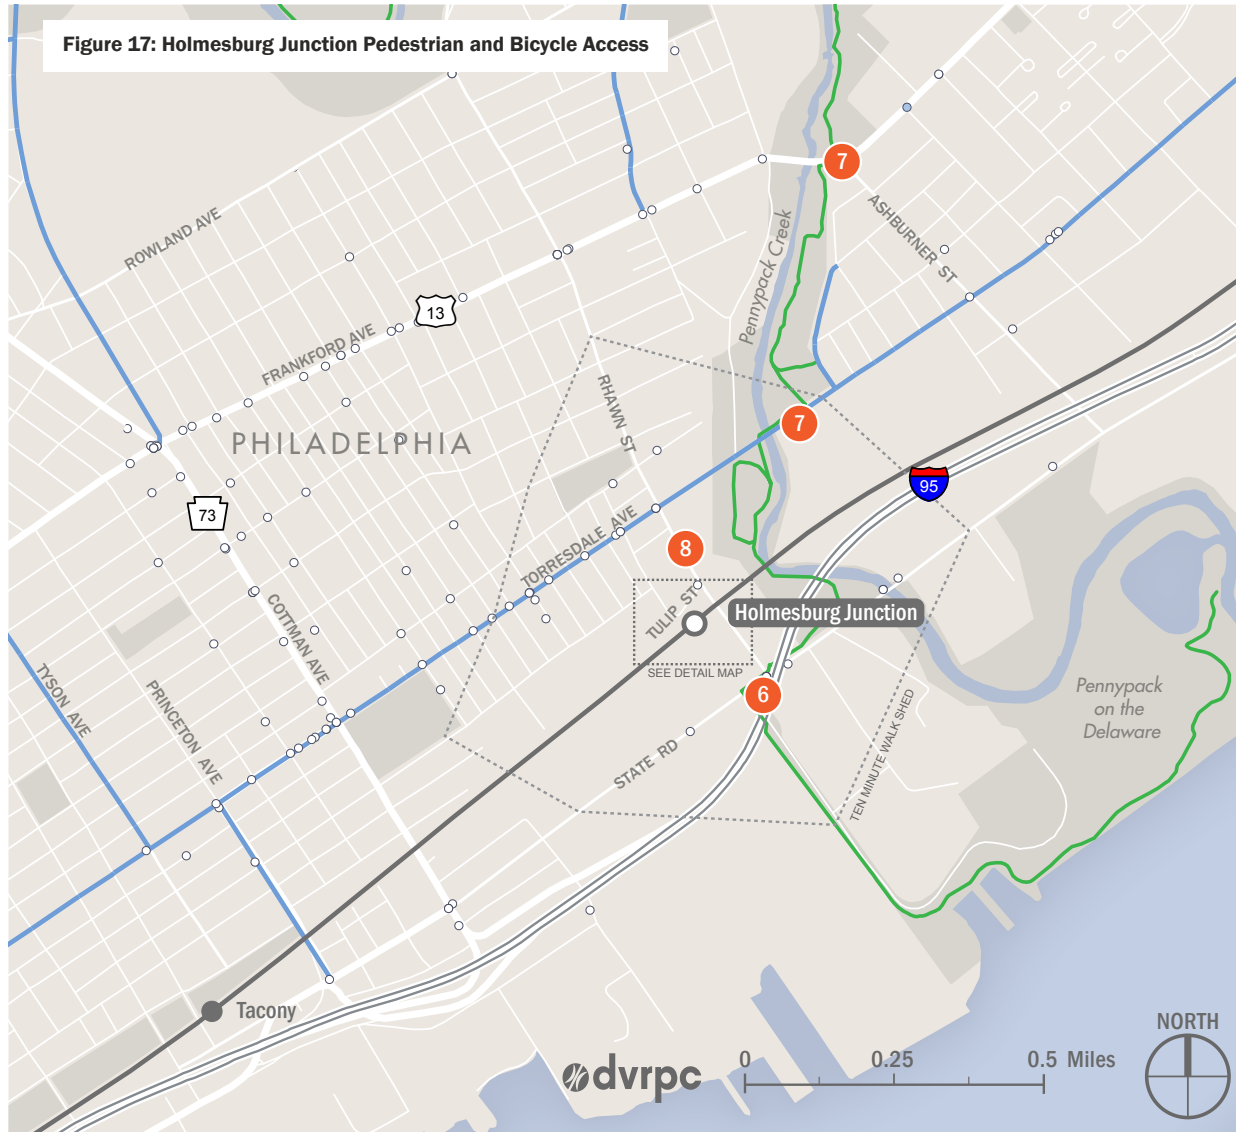 Figure 17: Holmesburg Junction Pedestrian and Bicycle Access
7
ROWLAND AVE
ASHBURNER ST
Pennypack Creek
13
FRANKFORD AVE
RHAWN ST
7
PHILADELPHIA
95
73
TORRESDALE AVE
8
TULIP ST
Holmesburg Junction
COTTMAN AVE
SEE DETAIL MAP
6
TYSON AVE
PRINCETON AVE
Pennypack
on the
Delaware
STATE RD
TEN MINUTE WALK SHED
Tacony
NORTH
dvrpc
0 0.25 0.5 Miles